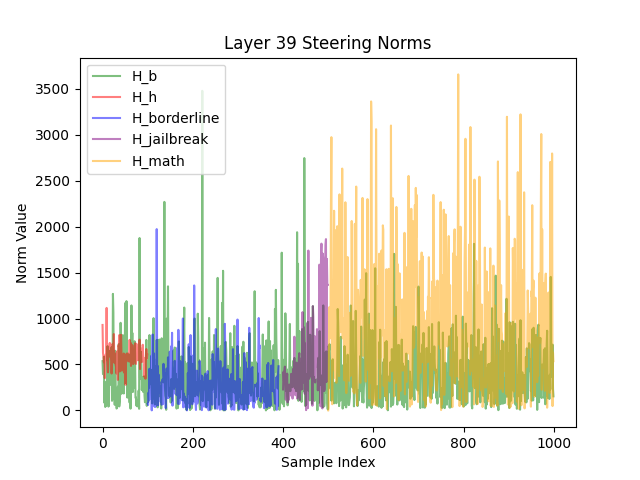 Layer 39 Steering Norms
H_b
H_h
H_borderline
H_jailbreak
H_math
3500
3000
2500
2000
1500
1000
500
0
Norm Value
0 200 400 600 800 1000
Sample Index